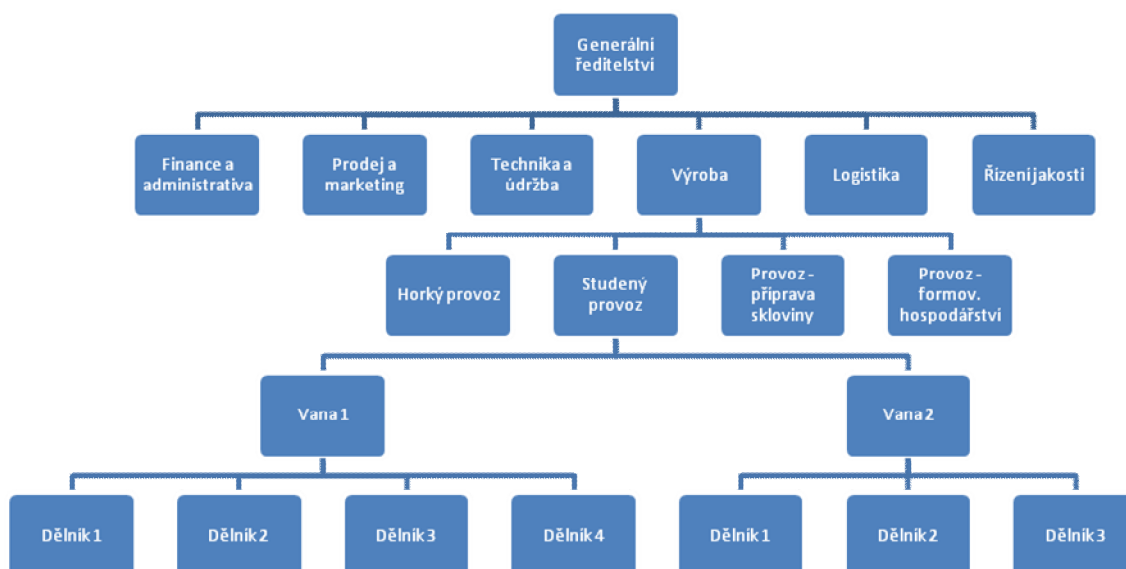 Generální
ředitelství
Finance a
administrativa
Prodej a
marketing
Technika a
údržba
Výroba
Logistika
Řizení jakosti
Horký provoz
Studený
provoz
Provoz -
příprava
skloviny
Provoz -
formov.
hospodářství
Vana 1
Vana 2
Dělník 1
Dělník 2
Dělník 3
Dělník 4
Dělník 1
Dělník 2
Dělník 3